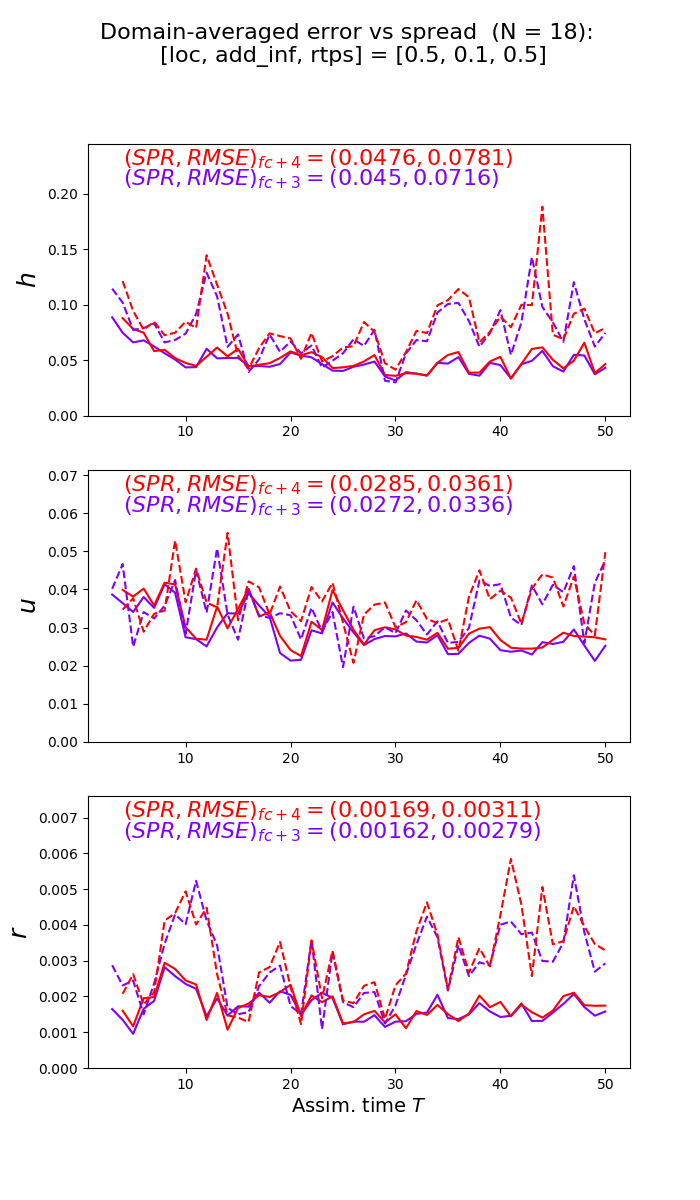 Domain-averaged error vs spread (N = 18):
[loc, add_inf, rtps] = [0.5, 0.1, 0.5]
(SPR, RMSE)fc+4 = (0.0476, 0.0781)
(SPR, RMSE)fc+3 = (0.045, 0.0716)
0.20
0.15
0.10
0.05
0.00
h
10 20 30 40 50
(SPR, RMSE)fc+4 = (0.0285, 0.0361)
(SPR, RMSE)fc+3 = (0.0272, 0.0336)
0.07
0.06
0.05
0.04
0.03
0.02
0.01
0.00
u
10 20 30 40 50
(SPR, RMSE)fc+4 = (0.00169, 0.00311)
(SPR, RMSE)fc+3 = (0.00162, 0.00279)
0.007
0.006
0.005
0.004
0.003
0.002
0.001
0.000
r
10 20 30 40 50
Assim. time T